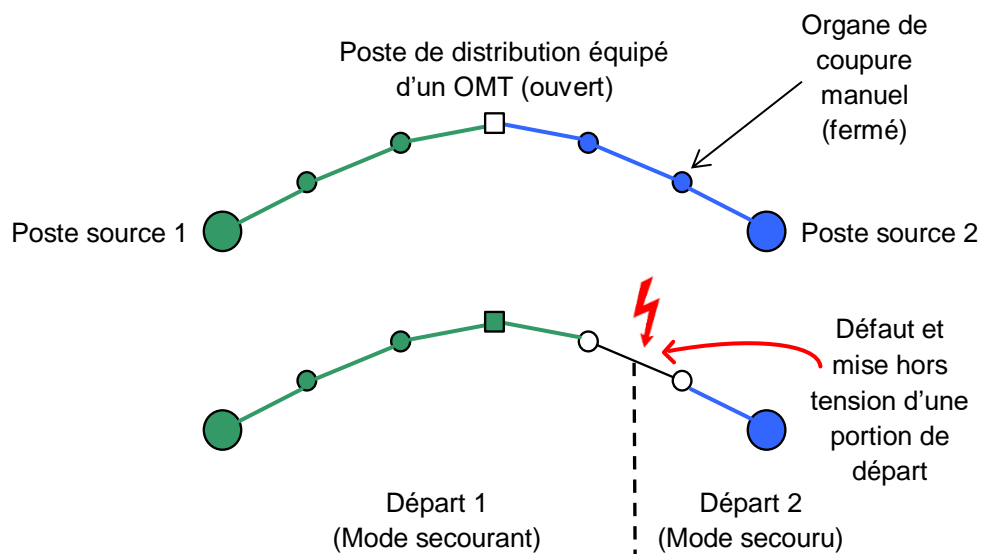 Poste de distribution équipé
d’un OMT (ouvert)
Organe de
coupure
manuel
(fermé)
Poste source 1
Poste source 2
Défaut et
mise hors
tension d’une
portion de
départ
Départ 1
(Mode secourant)
Départ 2
(Mode secouru)